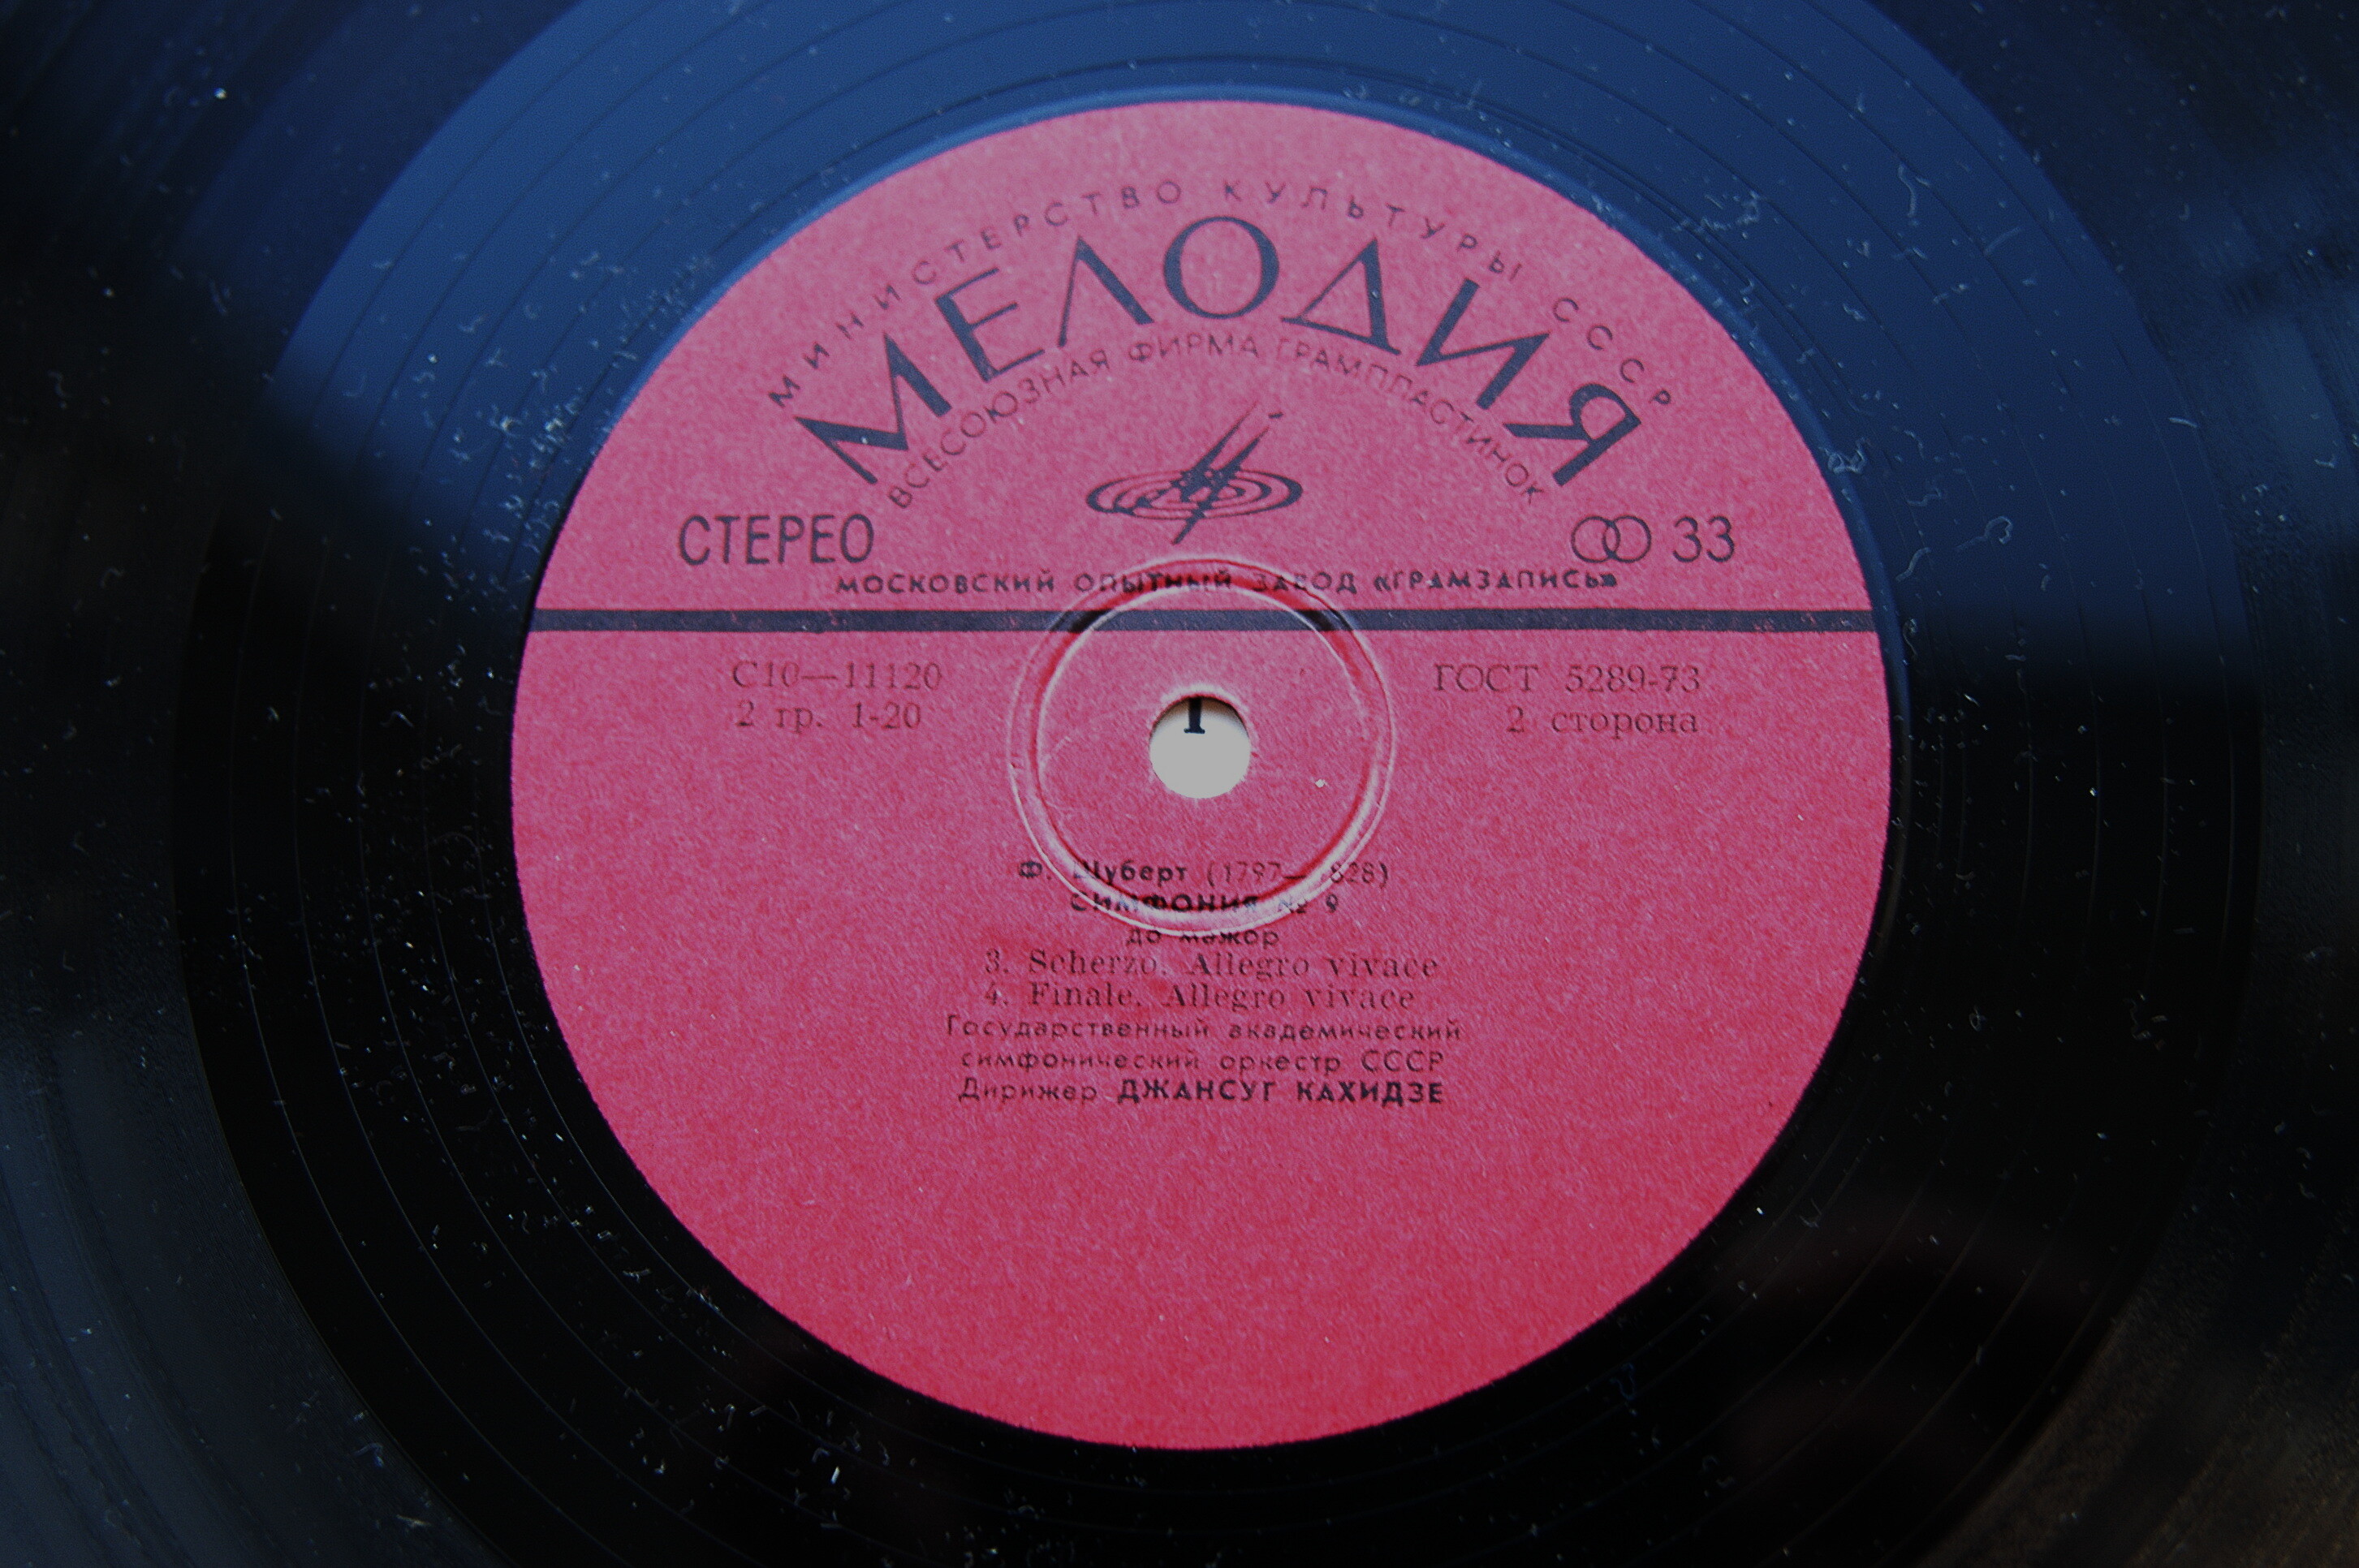 МИНИСТЕРСТВО КУЛЬТУРЫ СССР
МЕЛОДИЯ
ВСЕСОЮЗНАЯ ФИРМА ГРАМПЛАСТИНОК
СТЕРЕО 33
МОСКОВСКИЙ ОПЫТНЫЙ ЗАВОД «ГРАМЗАПИСЬ»
С10—11120 ГОСТ 5289-73
2 гр. 1-20 2 сторона
Ф. Шуберт (1797—1828)
СИМФОНИЯ № 9
до мажор
3. Scherzo. Allegro vivace
4. Finale. Allegro vivace
Государственный академический
симфонический оркестр СССР
Дирижер ДЖАНСУГ КАХИДЗЕ